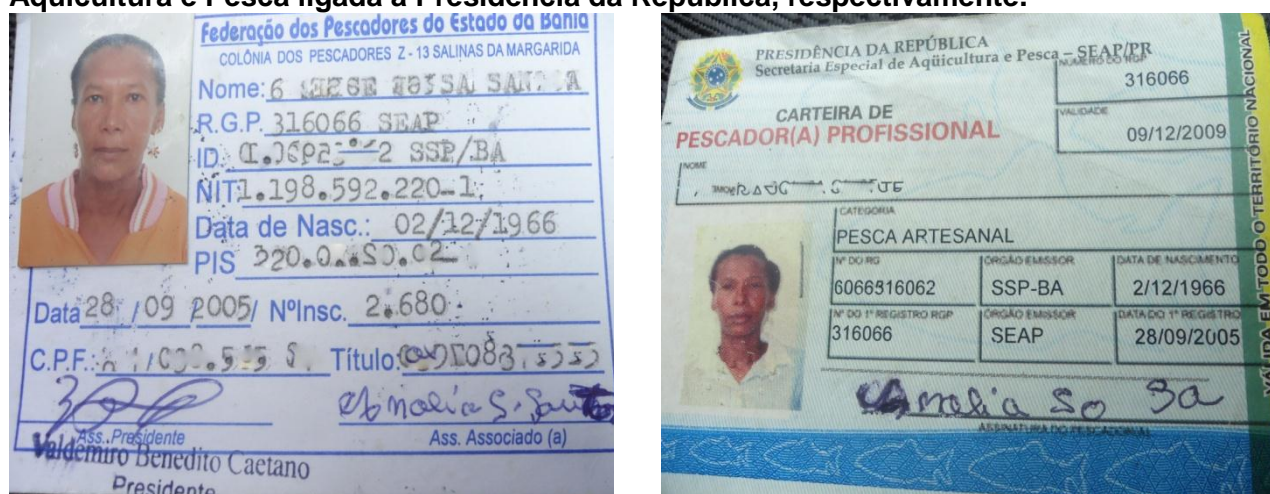 Aquicultura e Pesca ligada à Presidência da República, respectivamente.
Federação dos Pescadores do Estado da Bahia
COLÔNIA DOS PESCADORES Z - 13 SALINAS DA MARGARIDA
Nome:
R.G.P. 316066 SEAP
ID. SSP/BA
NIT 1.198.592.220-1
Data de Nasc.: 02/12/1966
PIS
Data 28 / 09 / 2005 / NºInsc. 2.680
C.P.F.: Título:
Ass. Presidente
Ass. Associado (a)
Valdemiro Benedito Caetano
Presidente
PRESIDÊNCIA DA REPÚBLICA
Secretaria Especial de Aqüicultura e Pesca – SEAP/PR
NÚMERO DO RGP
316066
CARTEIRA DE
PESCADOR(A) PROFISSIONAL
VALIDADE
09/12/2009
NOME
CATEGORIA
PESCA ARTESANAL
Nº DO RG ORGÃO EMISSOR DATA DE NASCIMENTO
6066516062 SSP-BA 2/12/1966
Nº DO 1º REGISTRO RGP ORGÃO EMISSOR DATA DO 1º REGISTRO
316066 SEAP 28/09/2005
ASSINATURA DO PESCADOR(A)
VÁLIDA EM TODO O TERRITÓRIO NACIONAL